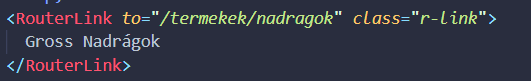 <RouterLink to="/termekek/nadragok" class="r-link">
Gross Nadrágok
</RouterLink>